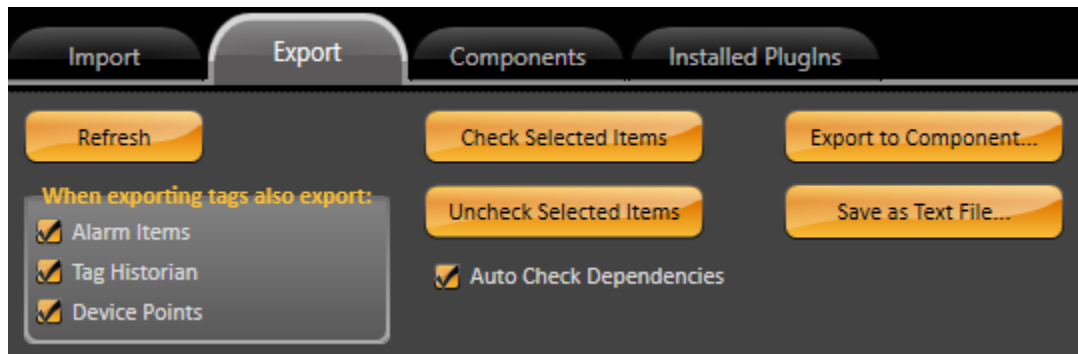 Import
Export
Components
Installed PlugIns
Refresh
Check Selected Items
Export to Component...
When exporting tags also export:
Uncheck Selected Items
Save as Text File...
Alarm Items
Tag Historian
Auto Check Dependencies
Device Points